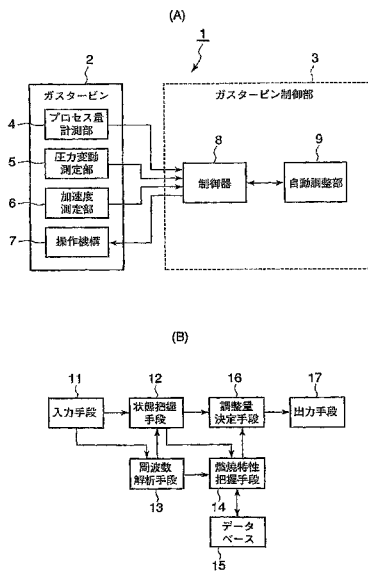 (A)
1
2
3
ガスタービン
ガスタービン制御部
4
プロセス量
計測部
8
9
5
圧力変動
測定部
制御器
自動調整部
6
加速度
測定部
7
操作機構
(B)
11
12
16
17
入力手段
状態把握
手段
調整量
決定手段
出力手段
周波数
解析手段
燃焼特性
把握手段
13
14
データ
ベース
15